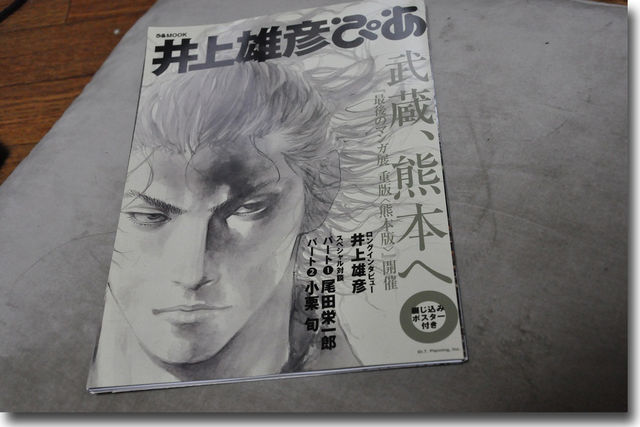 ぴあMOOK
井上雄彦ぴあ
武蔵、熊本へ
「最後のマンガ展 重版〈熊本版〉」開催
ロングインタビュー
井上雄彦
スペシャル対談
パート❶ 尾田栄一郎
パート❷ 小栗 旬
綴じ込み
ポスター
付き
©I.T. Planning, Inc.